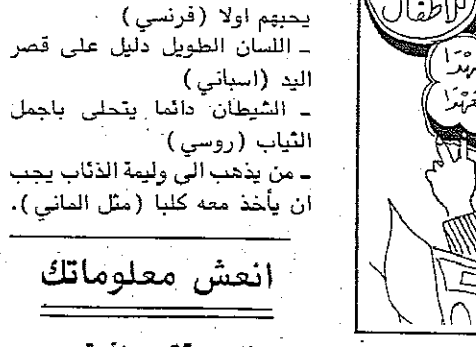 يحبهم اولا (فرنسي)
ـ اللسان الطويل دليل على قصر
اليد (اسباني)
ـ الشيطان دائما يتحلى باجمل
الثياب (روسي)
ـ من يذهب الى وليمة الذئاب يجب
ان يأخذ معه كلبا (مثل الماني).
انعش معلوماتك
للأطفال